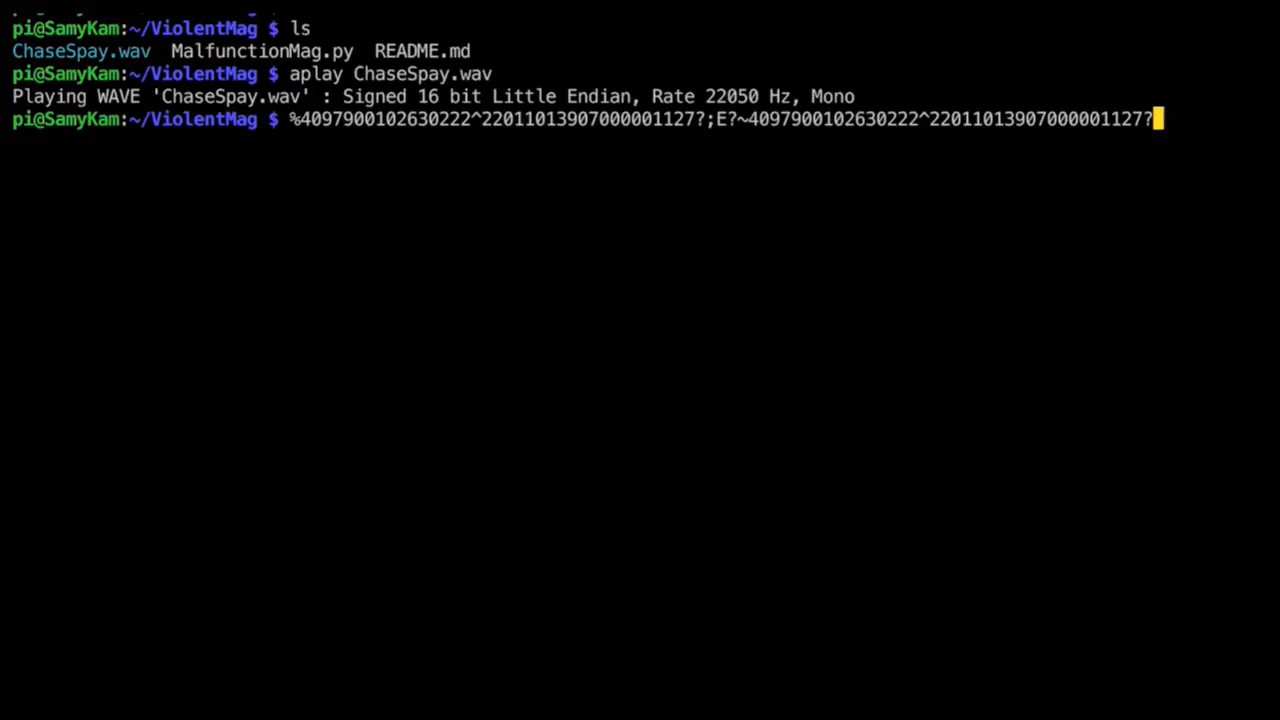 pi@SamyKam:~/ViolentMag $ ls
ChaseSpay.wav MalfunctionMag.py README.md
pi@SamyKam:~/ViolentMag $ aplay ChaseSpay.wav
Playing WAVE 'ChaseSpay.wav' : Signed 16 bit Little Endian, Rate 22050 Hz, Mono
pi@SamyKam:~/ViolentMag $ %4097900102630222^22011013907000001127?;E?~4097900102630222^22011013907000001127?